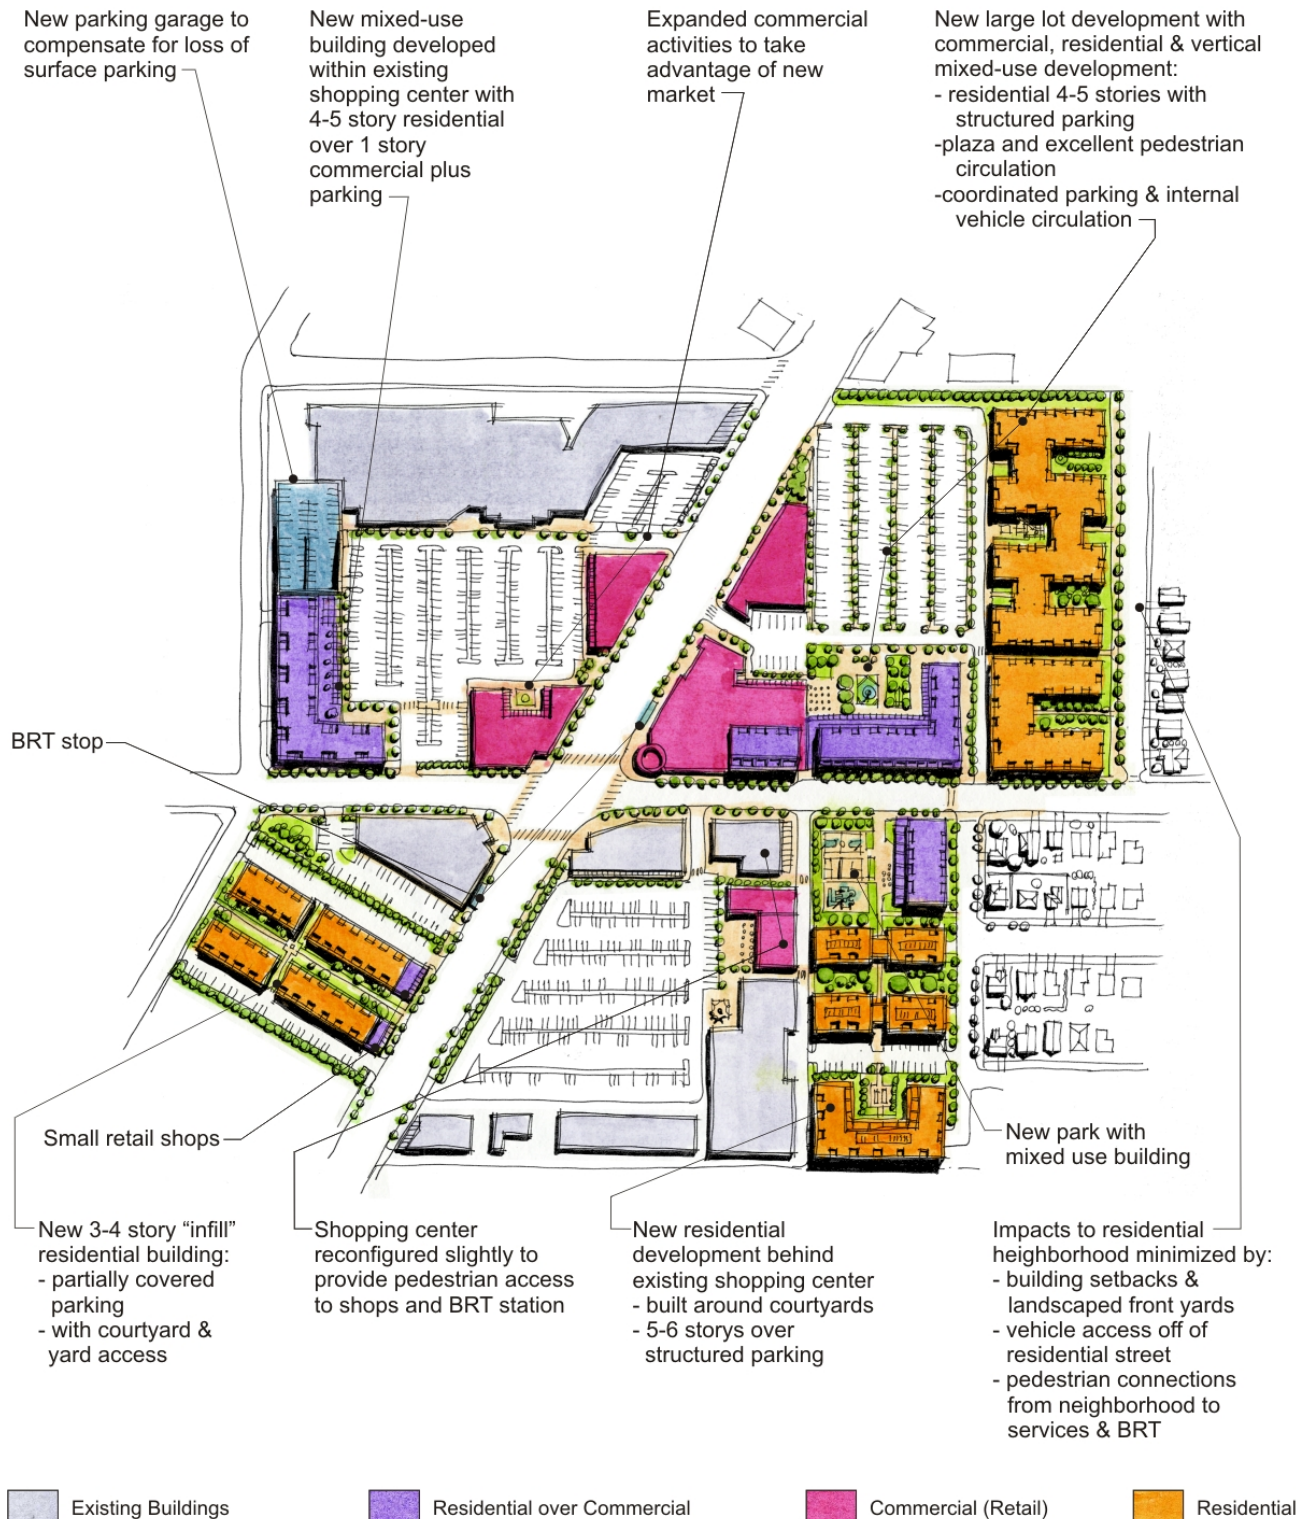 New parking garage to
compensate for loss of
surface parking
New mixed-use
building developed
within existing
shopping center with
4-5 story residential
over 1 story
commercial plus
parking
Expanded commercial
activities to take
advantage of new
market
New large lot development with
commercial, residential & vertical
mixed-use development:
- residential 4-5 stories with
structured parking
-plaza and excellent pedestrian
circulation
-coordinated parking & internal
vehicle circulation
BRT stop
Small retail shops
New park with
mixed use building
New 3-4 story “infill”
residential building:
- partially covered
parking
- with courtyard &
yard access
Shopping center
reconfigured slightly to
provide pedestrian access
to shops and BRT station
New residential
development behind
existing shopping center
- built around courtyards
- 5-6 storys over
structured parking
Impacts to residential
neighborhood minimized by:
- building setbacks &
landscaped front yards
- vehicle access off of
residential street
- pedestrian connections
from neighborhood to
services & BRT
Existing Buildings
Residential over Commercial
Commercial (Retail)
Residential